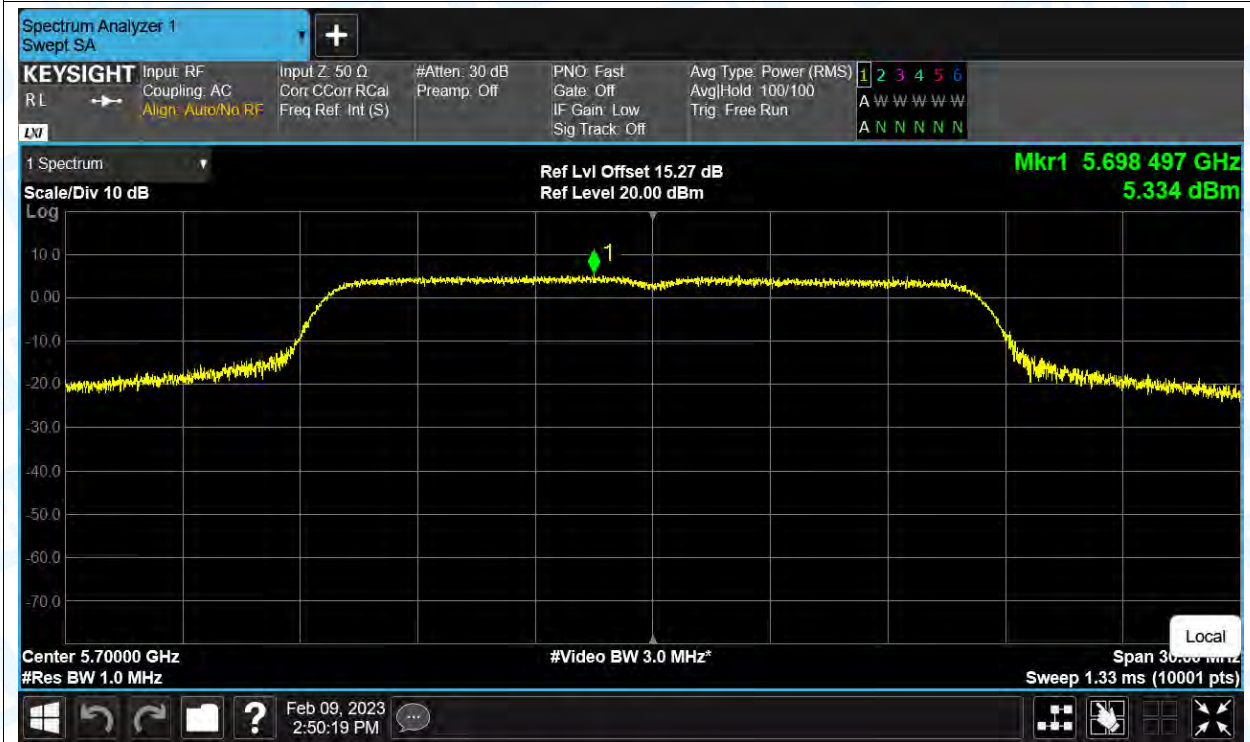 Spectrum Analyzer 1
Swept SA
KEYSIGHT
RL
LXI
Input: RF
Coupling: AC
Align: Auto/No RF
Input Z: 50 Ω
Corr CCorr RCal
Freq Ref: Int (S)
#Atten: 30 dB
Preamp: Off
PNO: Fast
Gate: Off
IF Gain: Low
Sig Track: Off
Avg Type: Power (RMS)
Avg|Hold: 100/100
Trig: Free Run
1 2 3 4 5 6
A W W W W W
A N N N N N
1 Spectrum
Scale/Div 10 dB
Log
Ref Lvl Offset 15.27 dB
Ref Level 20.00 dBm
Mkr1 5.698 497 GHz
5.334 dBm
1
10.0
0.00
-10.0
-20.0
-30.0
-40.0
-50.0
-60.0
-70.0
Local
Center 5.70000 GHz
#Res BW 1.0 MHz
#Video BW 3.0 MHz*
Span 30.00 MHz
Sweep 1.33 ms (10001 pts)
?
Feb 09, 2023
2:50:19 PM